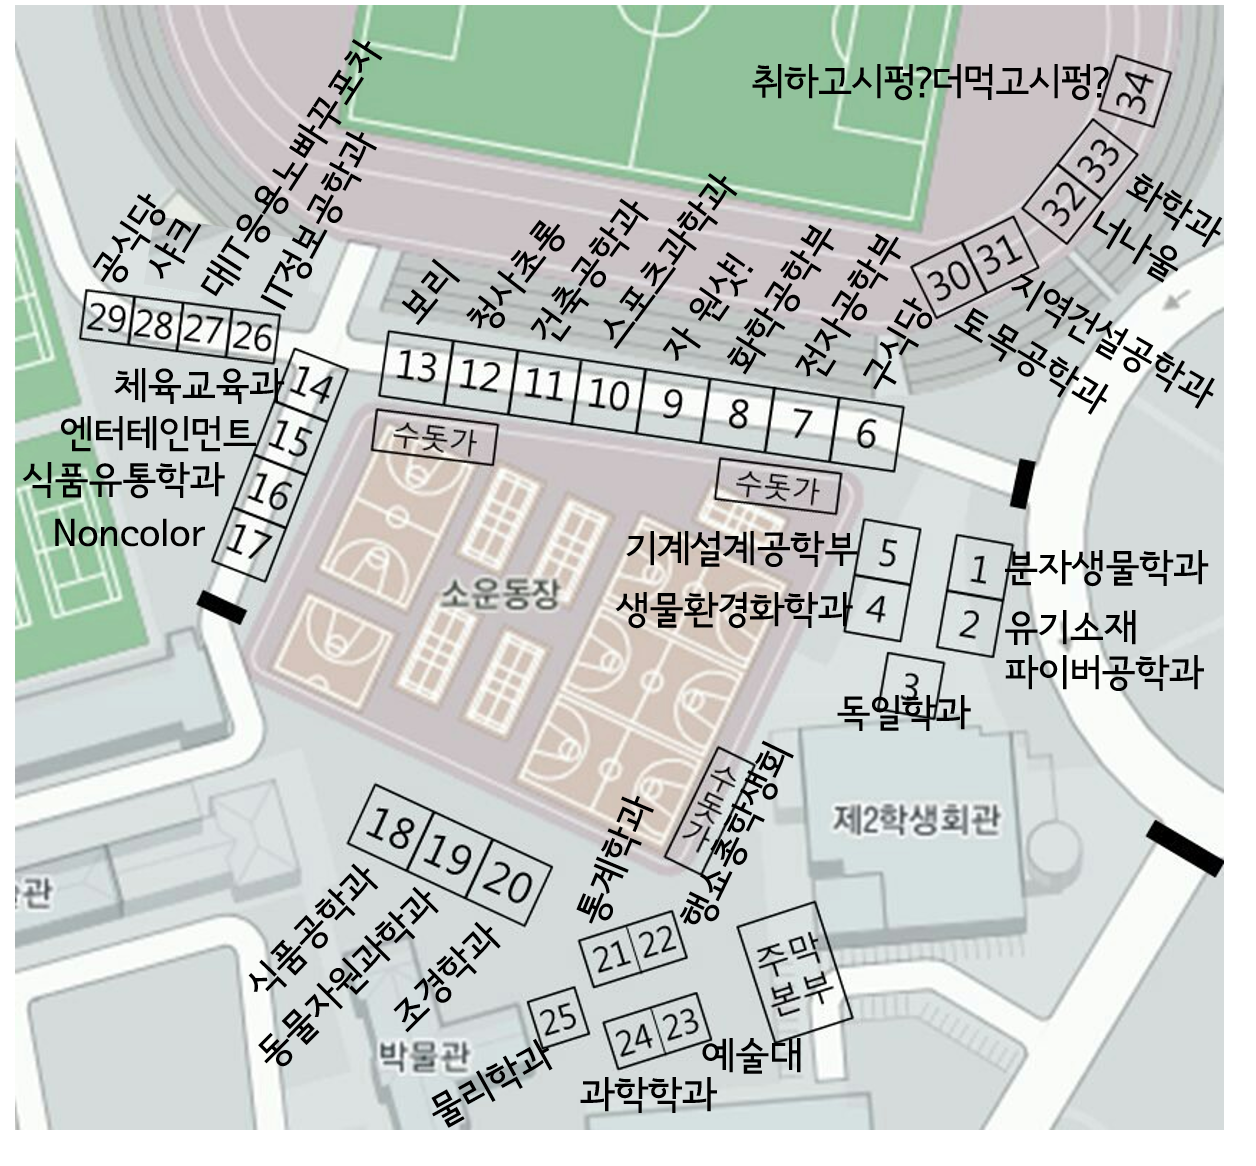 취하고시펑?더먹고시펑?
34
33
32
화학과
너나울
31
30
지역건설공학과
토목공학과
공식당
샤크
대IT응용노빠꾸포차
IT정보공학과
29
28
27
26
보리
청사초롱
건축공학과
스포츠과학과
자 원샷!
화학공학부
전자공학부
구식당
13
12
11
10
9
8
7
6
수돗가
수돗가
체육교육과
14
엔터테인먼트
15
식품유통학과
16
Noncolor
17
소운동장
기계설계공학부
5
1
분자생물학과
생물환경화학과
4
2
유기소재
파이버공학과
3
독일학과
수돗가
제2학생회관
18
19
20
식품공학과
동물자원과학과
조경학과
통계학과
행쇼총학생회
21
22
주막
본부
25
24
23
물리학과
예술대
과학학과
박물관
관